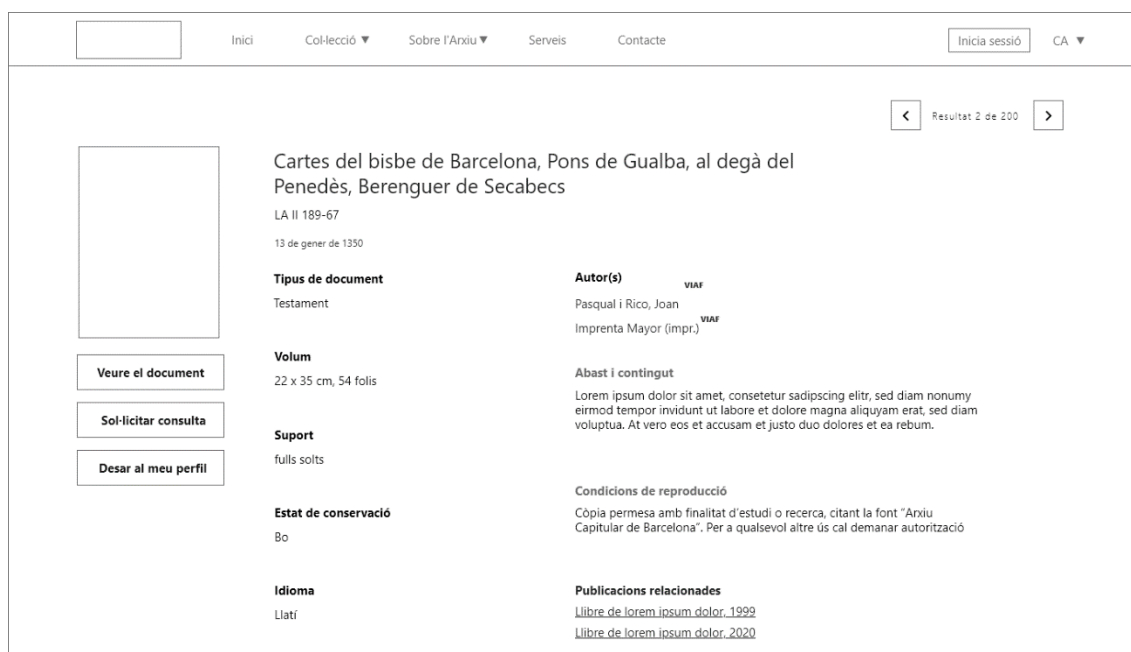 Inici Col·lecció ▼ Sobre l'Arxiu ▼ Serveis Contacte Inicia sessió CA ▼
Resultat 2 de 200
Cartes del bisbe de Barcelona, Pons de Gualba, al degà del
Penedès, Berenguer de Secabecs
LA II 189-67
13 de gener de 1350
Tipus de document
Testament
Volum
22 x 35 cm, 54 folis
Suport
fulls solts
Estat de conservació
Bo
Idioma
Llatí
Autor(s)
Pasqual i Rico, Joan VIAF
Imprenta Mayor (impr.) VIAF
Abast i contingut
Lorem ipsum dolor sit amet, consetetur sadipscing elitr, sed diam nonumy
eirmod tempor invidunt ut labore et dolore magna aliquyam erat, sed diam
voluptua. At vero eos et accusam et justo duo dolores et ea rebum.
Condicions de reproducció
Còpia permesa amb finalitat d'estudi o recerca, citant la font "Arxiu
Capitular de Barcelona". Per a qualsevol altre ús cal demanar autorització
Publicacions relacionades
Llibre de lorem ipsum dolor, 1999
Llibre de lorem ipsum dolor, 2020
Veure el document
Sol·licitar consulta
Desar al meu perfil